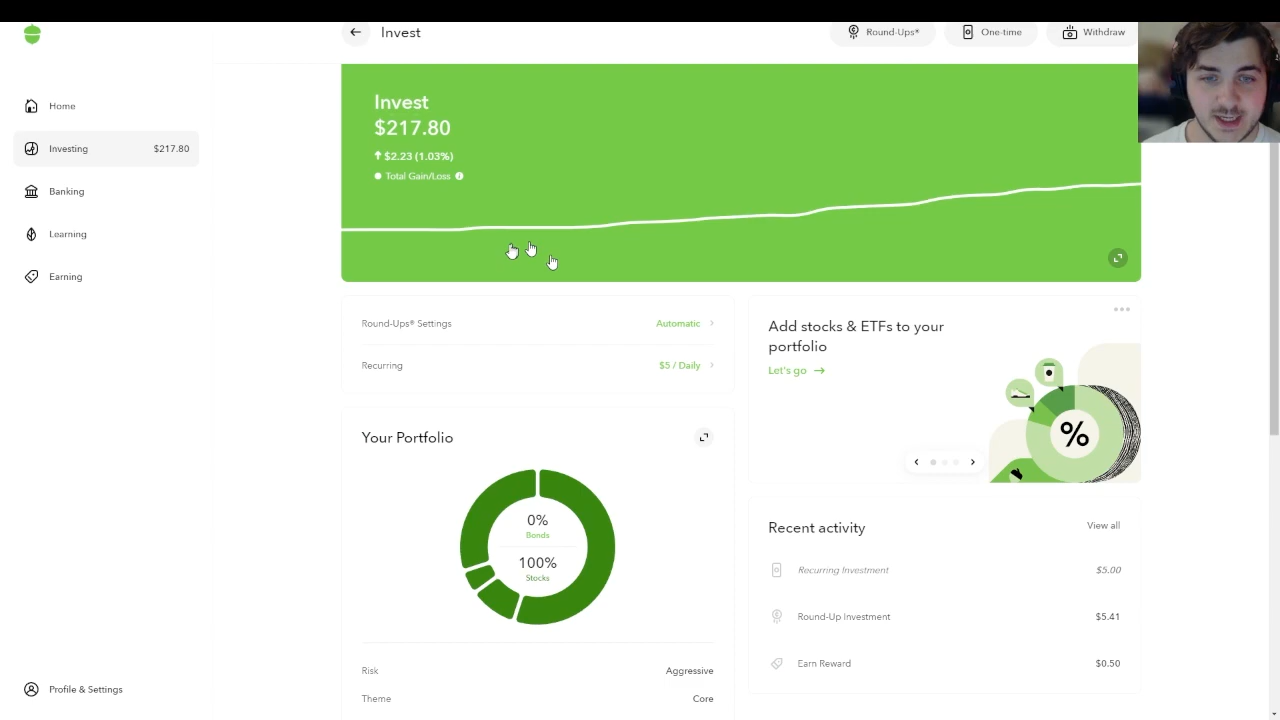 Invest
Round-Ups®
One-time
Withdraw
Home
Investing $217.80
Banking
Learning
Earning
Profile & Settings
Invest
$217.80
$2.23 (1.03%)
Total Gain/Loss
Round-Ups® Settings Automatic
Recurring $5 / Daily
Your Portfolio
0%
Bonds
100%
Stocks
Risk Aggressive
Theme Core
Add stocks & ETFs to your
portfolio
Let's go
%
Recent activity View all
Recurring Investment $5.00
Round-Up Investment $5.41
Earn Reward $0.50